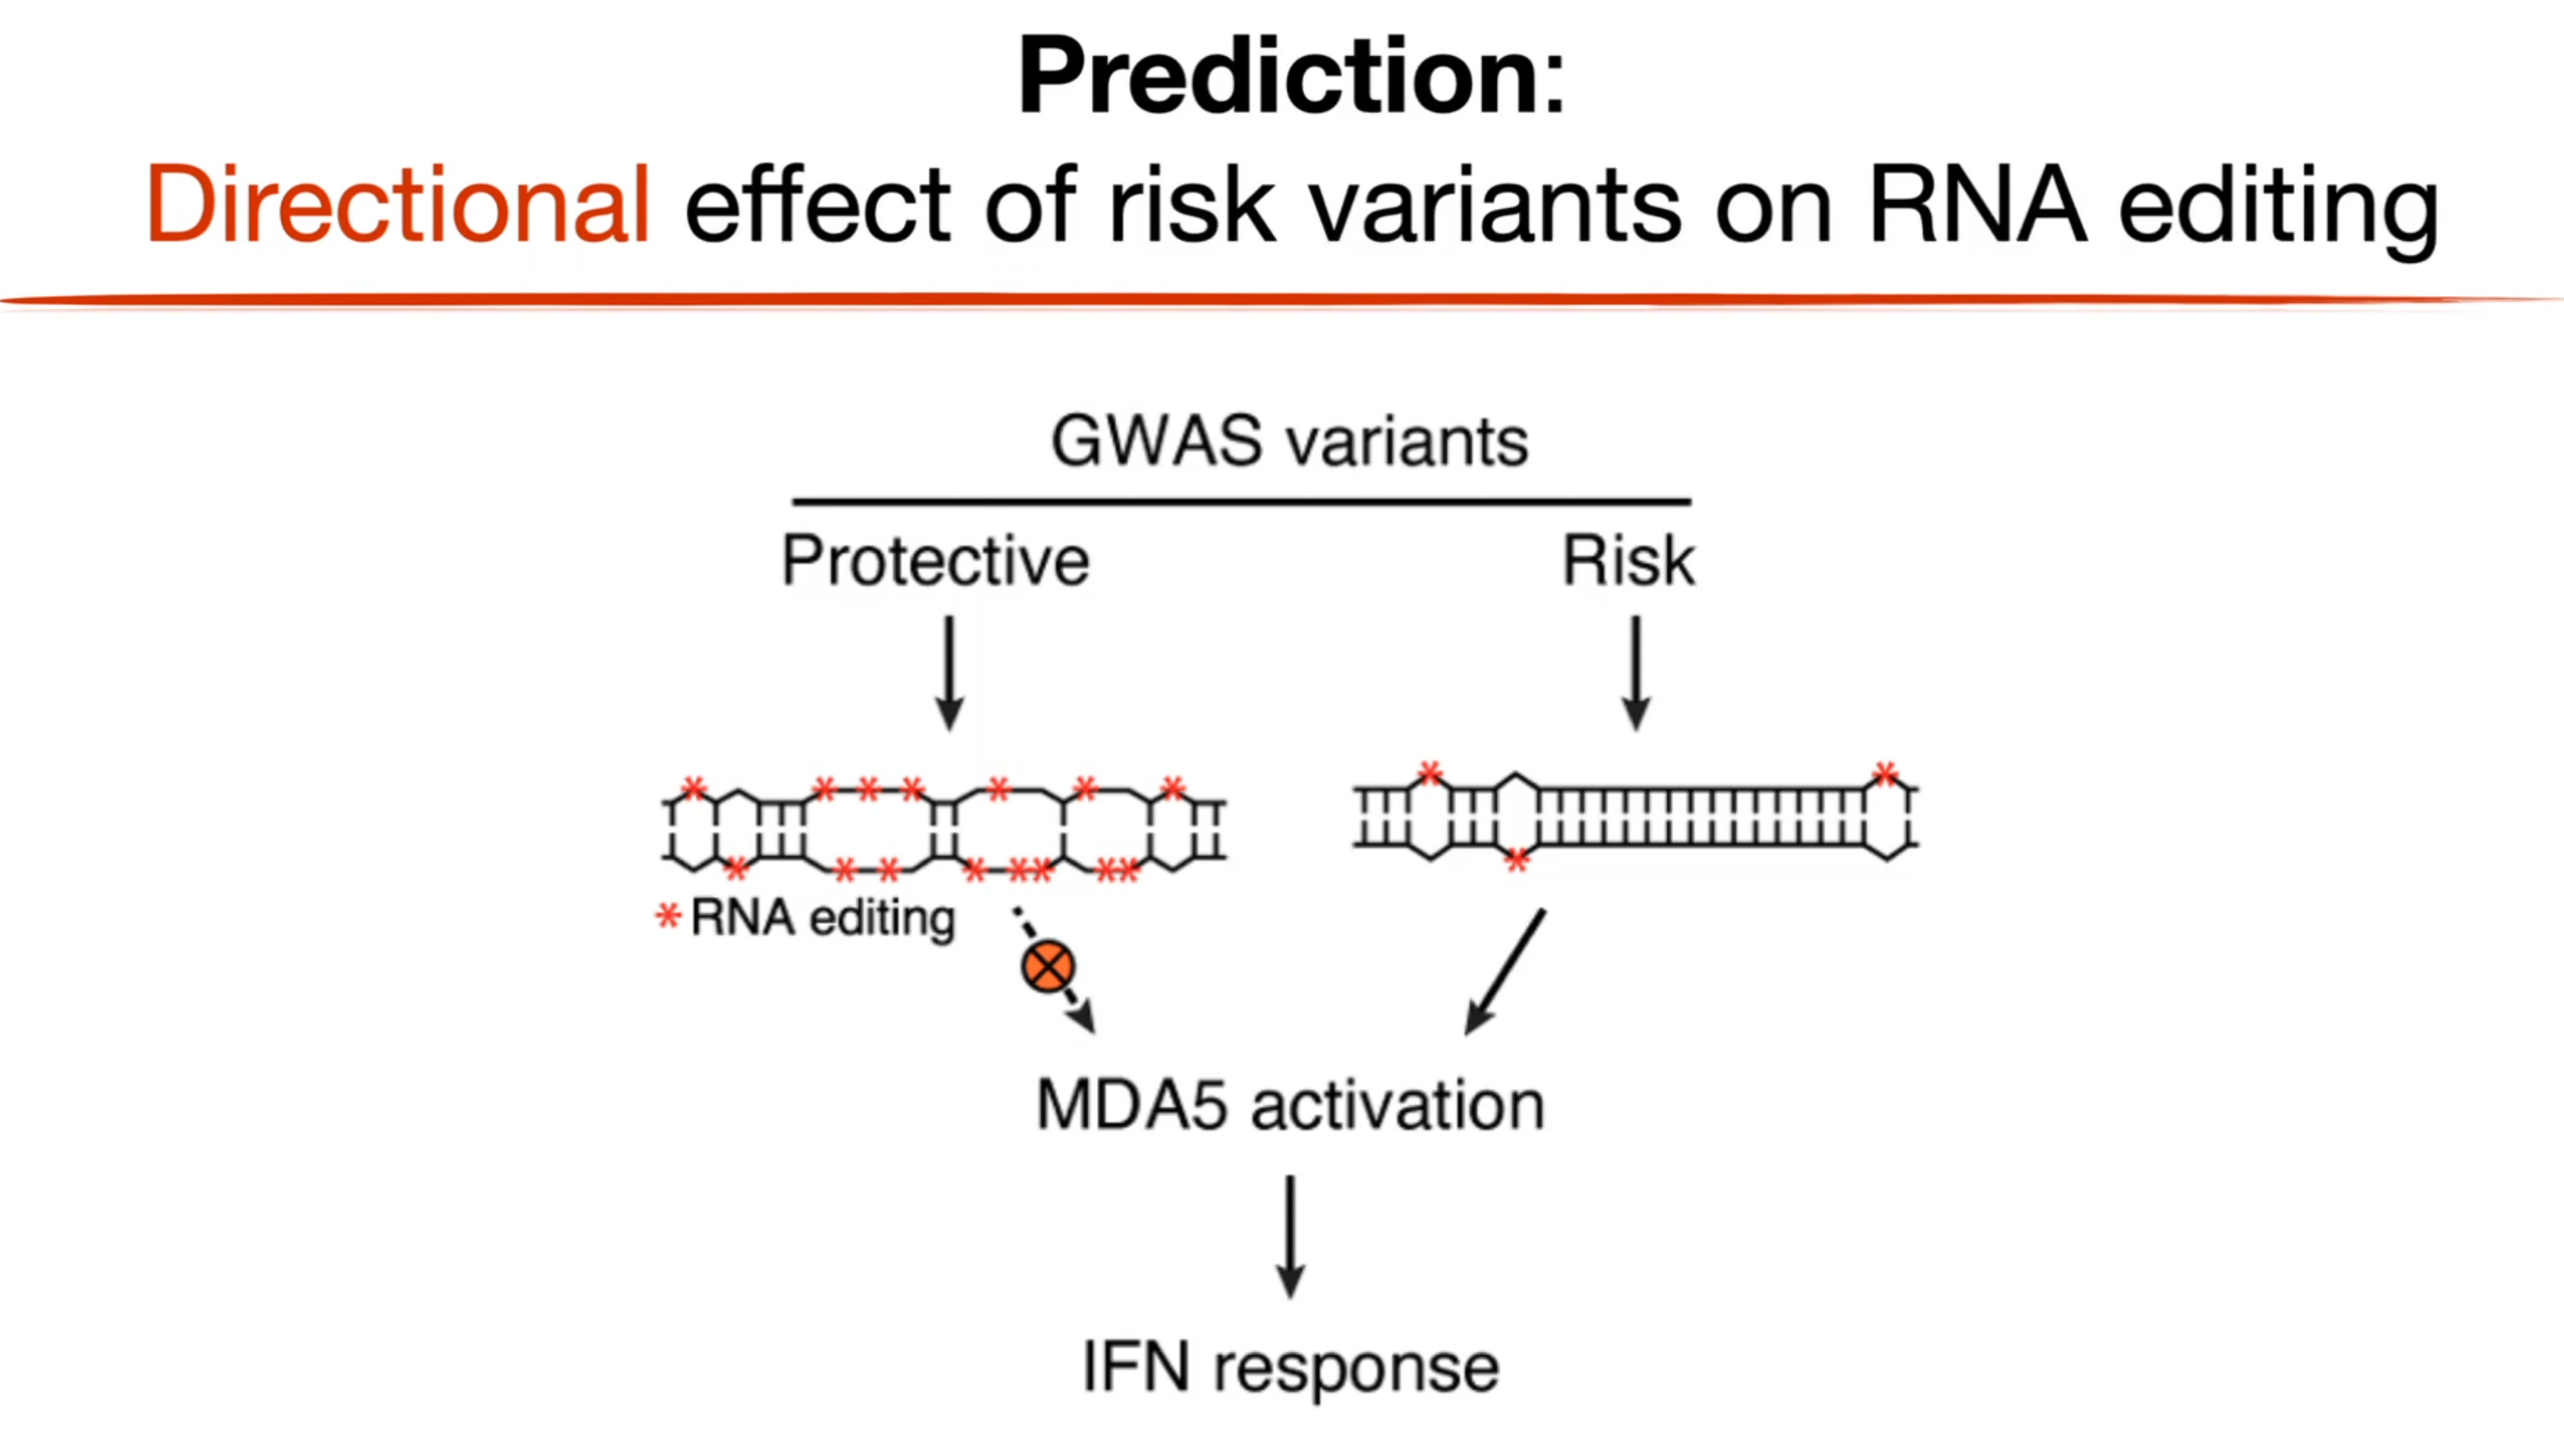 Prediction:
Directional effect of risk variants on RNA editing
GWAS variants
Protective
Risk
* RNA editing
MDA5 activation
IFN response